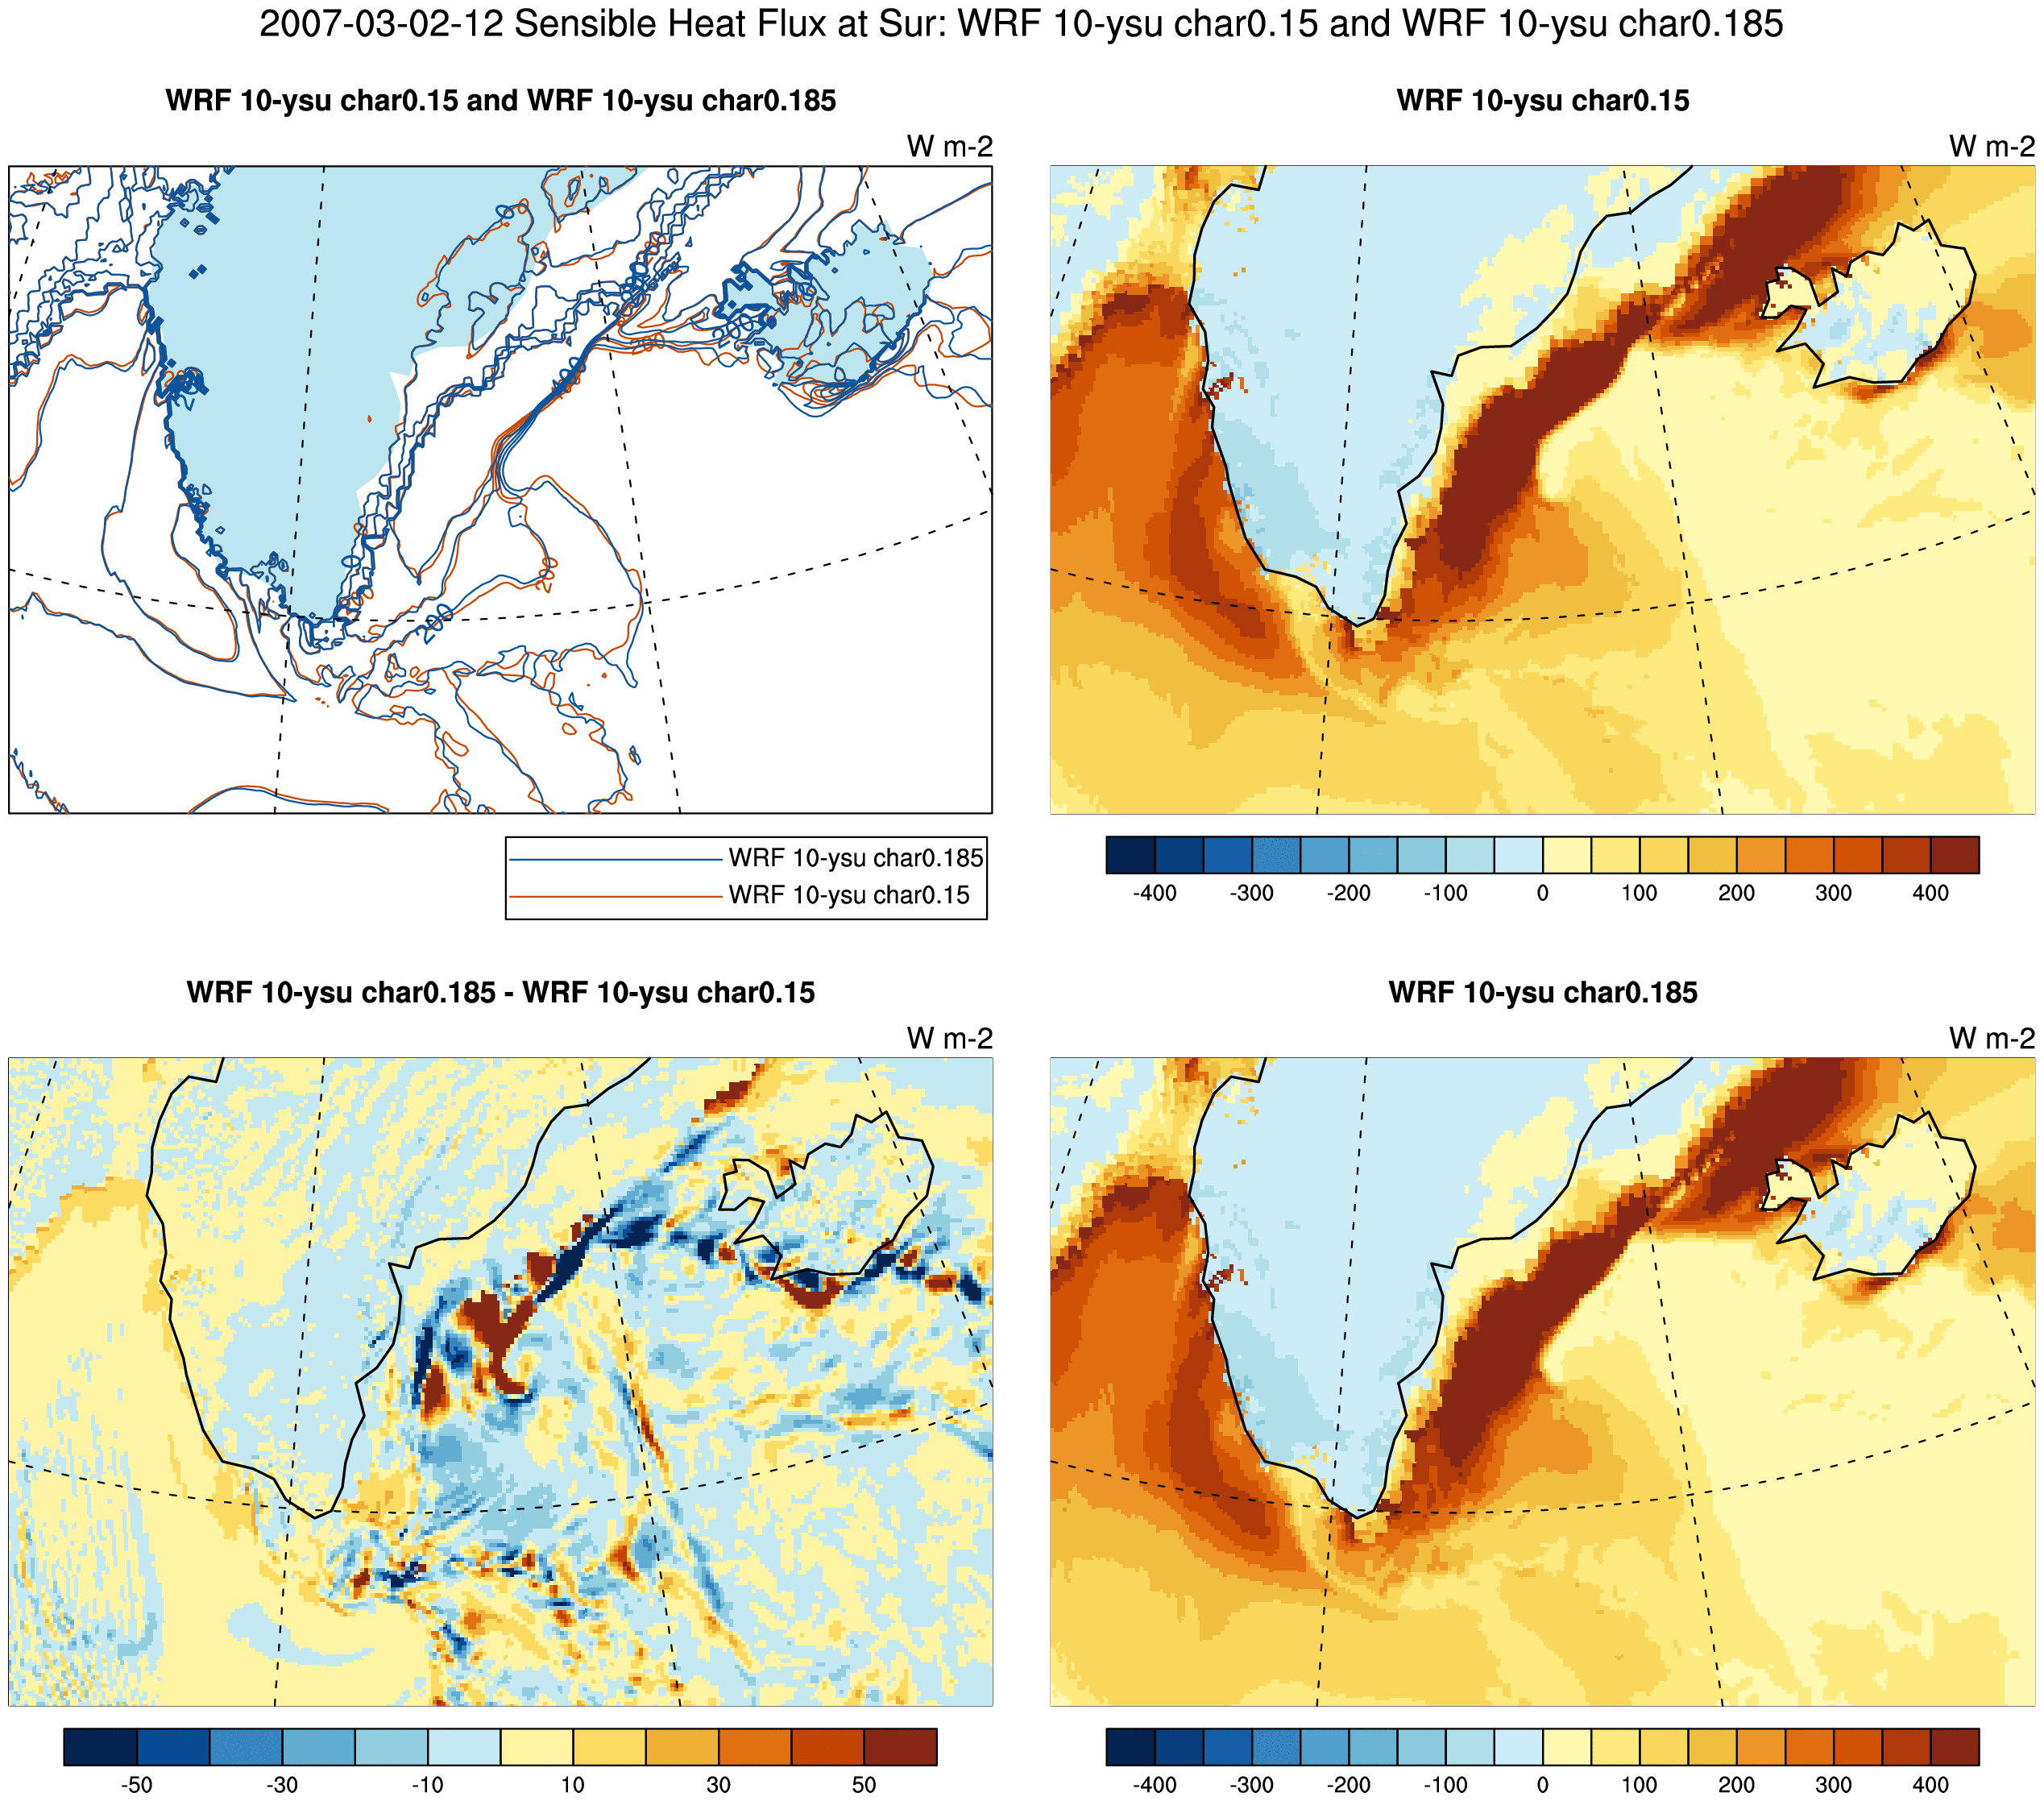 2007-03-02-12 Sensible Heat Flux at Sur: WRF 10-ysu char0.15 and WRF 10-ysu char0.185
WRF 10-ysu char0.15 and WRF 10-ysu char0.185
W m-2
WRF 10-ysu char0.185
WRF 10-ysu char0.15
WRF 10-ysu char0.15
W m-2
-400 -300 -200 -100 0 100 200 300 400
WRF 10-ysu char0.185 - WRF 10-ysu char0.15
W m-2
-50 -30 -10 10 30 50
WRF 10-ysu char0.185
W m-2
-400 -300 -200 -100 0 100 200 300 400